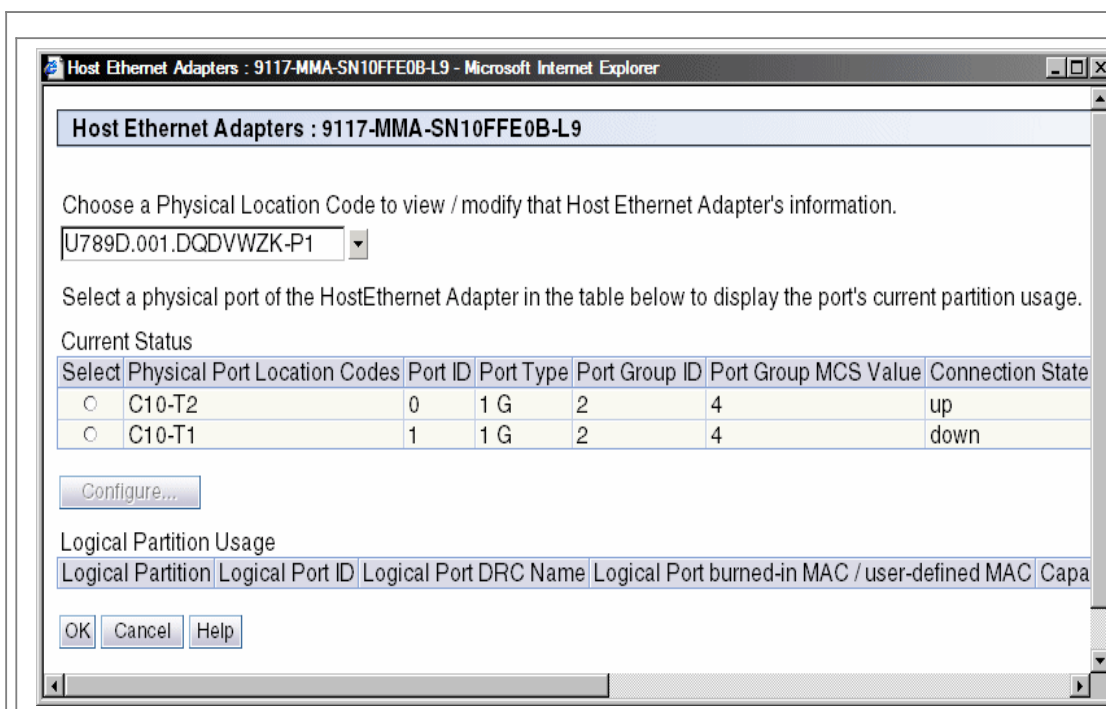 Host Ethernet Adapters : 9117-MMA-SN10FFE0B-L9 - Microsoft Internet Explorer
Host Ethernet Adapters : 9117-MMA-SN10FFE0B-L9
Choose a Physical Location Code to view / modify that Host Ethernet Adapter's information.
U789D.001.DQDVWZK-P1
Select a physical port of the HostEthernet Adapter in the table below to display the port's current partition usage.
Current Status
Select Physical Port Location Codes Port ID Port Type Port Group ID Port Group MCS Value Connection State
C10-T2 0 1 G 2 4 up
C10-T1 1 1 G 2 4 down
Configure...
Logical Partition Usage
Logical Partition Logical Port ID Logical Port DRC Name Logical Port burned-in MAC / user-defined MAC Capa
OK Cancel Help